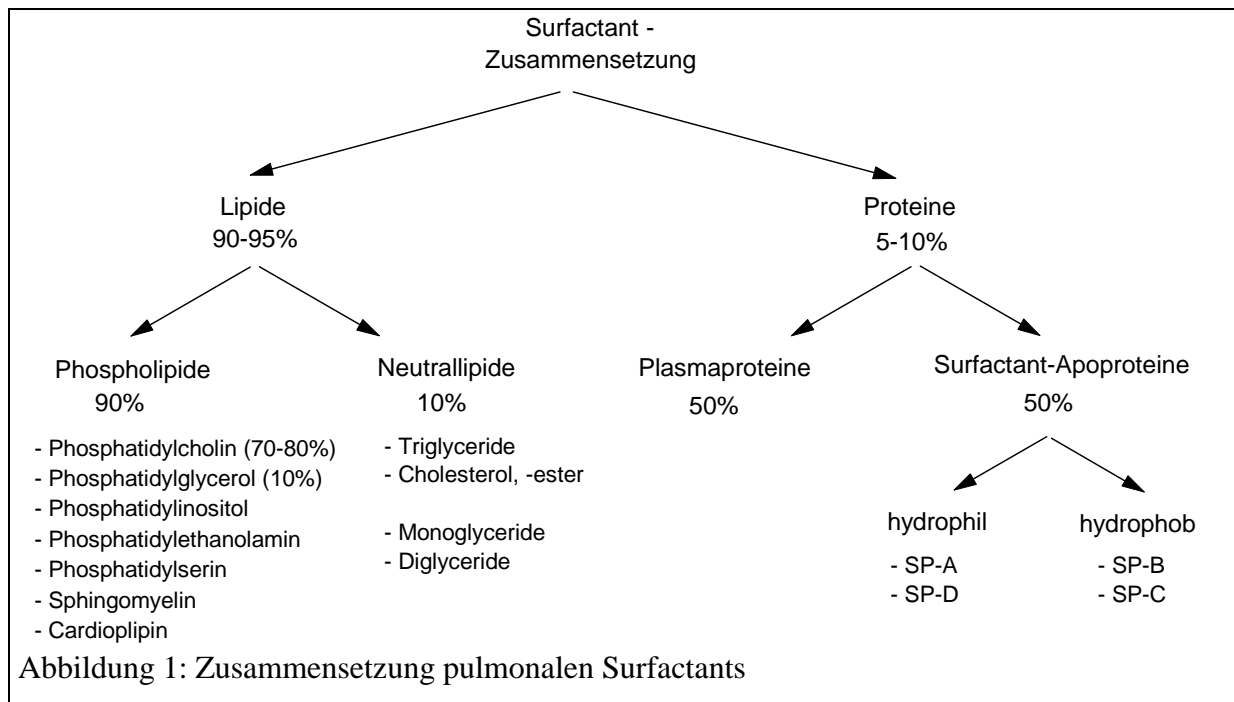 Surfactant -
Zusammensetzung
Lipide
90-95%
Proteine
5-10%
Phospholipide
90%
- Phosphatidylcholin (70-80%)
- Phosphatidylglycerol (10%)
- Phosphatidylinositol
- Phosphatidylethanolamin
- Phosphatidylserin
- Sphingomyelin
- Cardioplipin
Neutrallipide
10%
- Triglyceride
- Cholesterol, -ester
- Monoglyceride
- Diglyceride
Plasmaproteine
50%
Surfactant-Apoproteine
50%
hydrophil
- SP-A
- SP-D
hydrophob
- SP-B
- SP-C
Abbildung 1: Zusammensetzung pulmonalen Surfactants